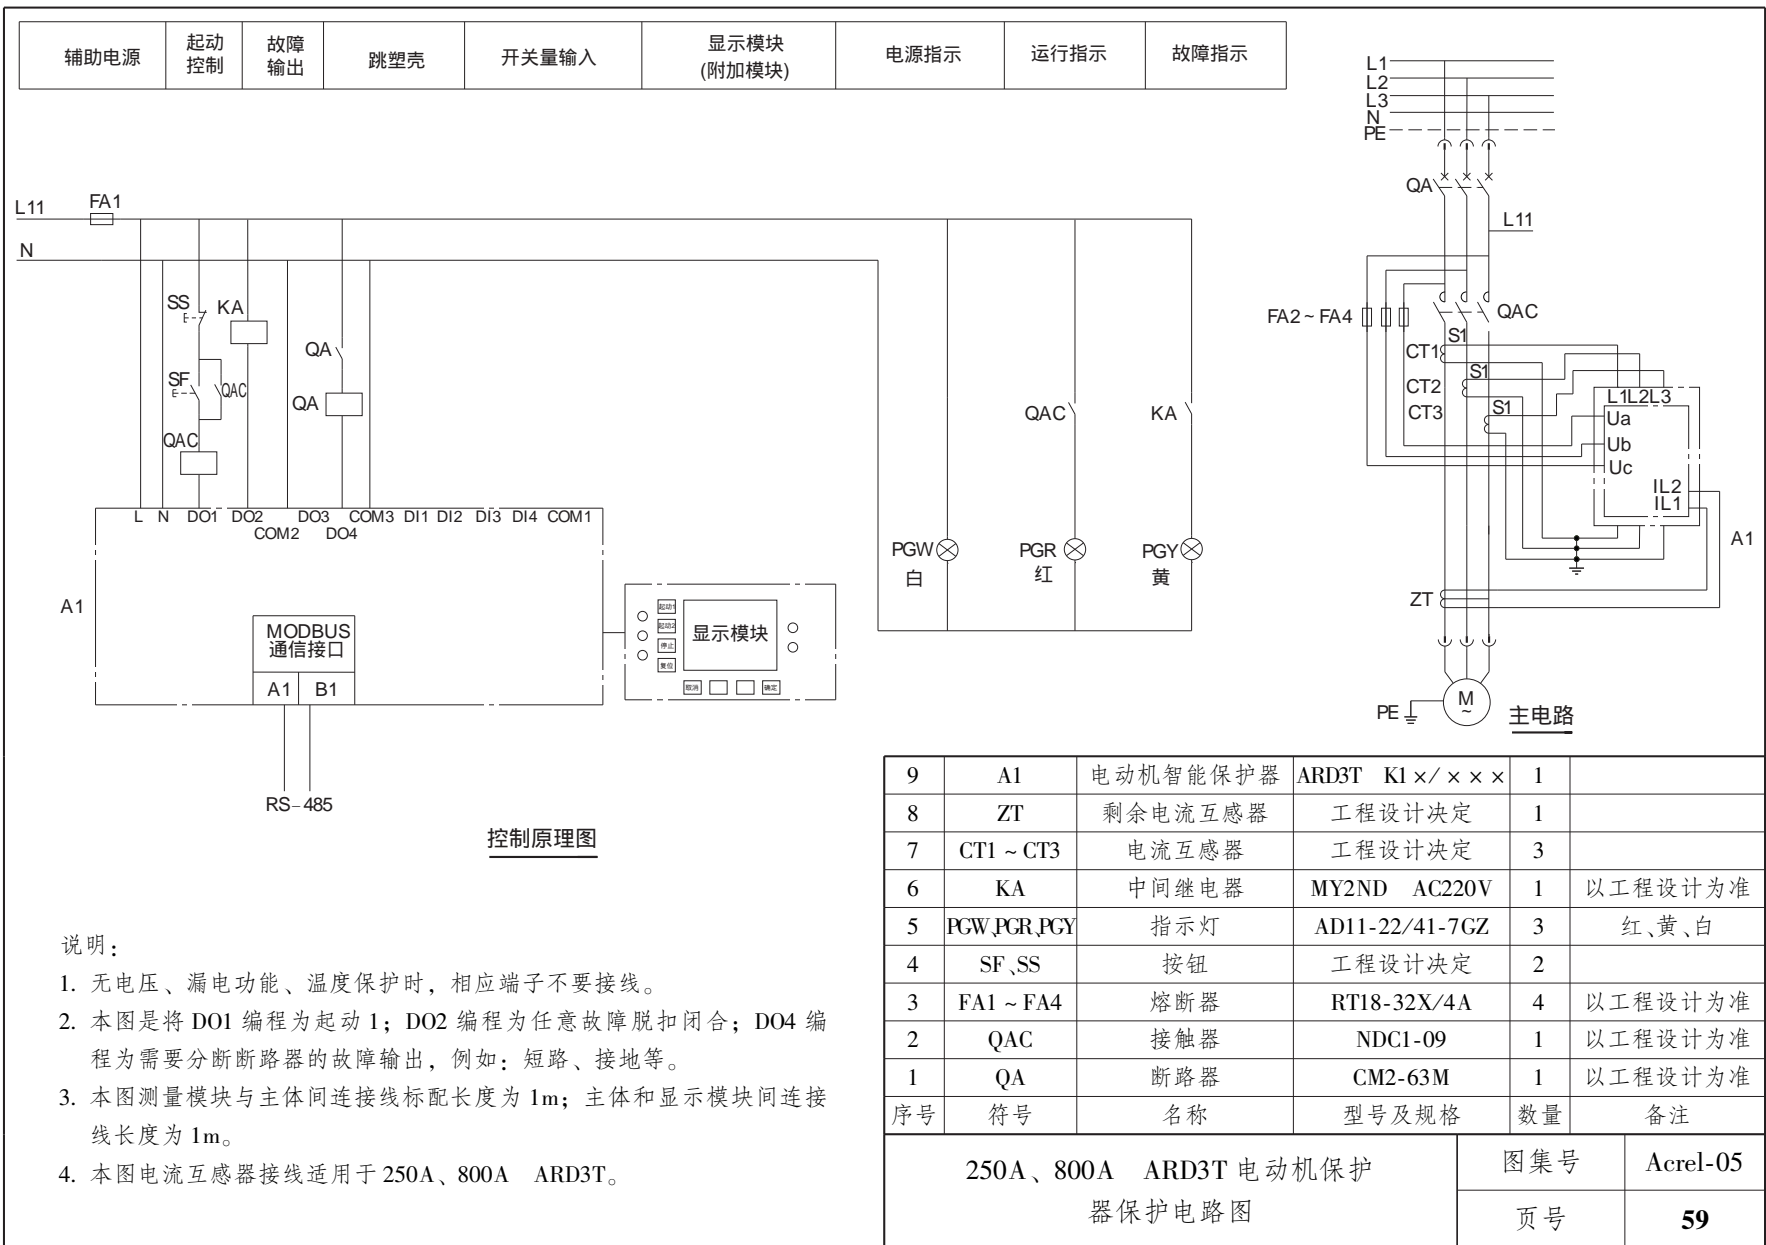 辅助电源
起动
控制
故障
输出
跳塑壳
开关量输入
显示模块
(附加模块)
电源指示
运行指示
故障指示
L11
FA1
N
SS
KA
SF
QAC
QAC
QA
QA
L N DO1 DO2 DO3 COM3 DI1 DI2 DI3 DI4 COM1
COM2 DO4
A1
MODBUS
通信接口
A1 B1
RS-485
起动1
起动2
停止
复位
显示模块
取消
确定
QAC
KA
PGW
白
PGR
红
PGY
黄
控制原理图
L1
L2
L3
N
PE
QA
L11
FA2~FA4
QAC
S1
CT1
S1
CT2
S1
CT3
L1L2L3
Ua
Ub
Uc
IL2
IL1
A1
ZT
M
~
PE
主电路
说明:
1. 无电压、漏电功能、温度保护时，相应端子不要接线。
2. 本图是将 DO1 编程为起动 1；DO2 编程为任意故障脱扣闭合；DO4 编
程为需要分断断路器的故障输出，例如：短路、接地等。
3. 本图测量模块与主体间连接线标配长度为 1m；主体和显示模块间连接
线长度为 1m。
4. 本图电流互感器接线适用于 250A、800A ARD3T。
9 A1 电动机智能保护器 ARD3T K1×/××× 1
8 ZT 剩余电流互感器 工程设计决定 1
7 CT1~CT3 电流互感器 工程设计决定 3
6 KA 中间继电器 MY2ND AC220V 1 以工程设计为准
5 PGW、PGR、PGY 指示灯 AD11-22/41-7GZ 3 红、黄、白
4 SF、SS 按钮 工程设计决定 2
3 FA1~FA4 熔断器 RT18-32X/4A 4 以工程设计为准
2 QAC 接触器 NDC1-09 1 以工程设计为准
1 QA 断路器 CM2-63M 1 以工程设计为准
序号 符号 名称 型号及规格 数量 备注
250A、800A ARD3T 电动机保护
器保护电路图
图集号 Acrel-05
页号 59